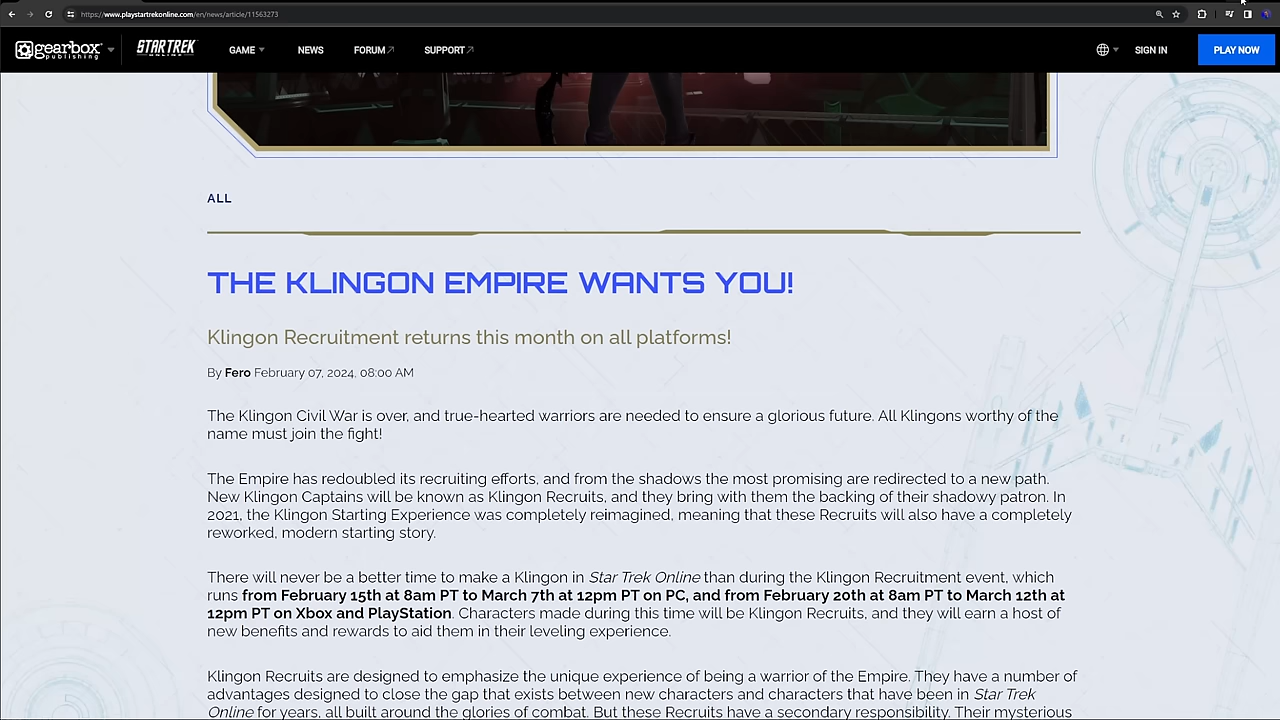 https://www.playstartrekonline.com/en/news/article/11563273
gearbox publishing
STAR TREK ONLINE
GAME
NEWS
FORUM
SUPPORT
SIGN IN
PLAY NOW
ALL
THE KLINGON EMPIRE WANTS YOU!
Klingon Recruitment returns this month on all platforms!
By Fero February 07, 2024, 08:00 AM
The Klingon Civil War is over, and true-hearted warriors are needed to ensure a glorious future. All Klingons worthy of the
name must join the fight!
The Empire has redoubled its recruiting efforts, and from the shadows the most promising are redirected to a new path.
New Klingon Captains will be known as Klingon Recruits, and they bring with them the backing of their shadowy patron. In
2021, the Klingon Starting Experience was completely reimagined, meaning that these Recruits will also have a completely
reworked, modern starting story.
There will never be a better time to make a Klingon in Star Trek Online than during the Klingon Recruitment event, which
runs from February 15th at 8am PT to March 7th at 12pm PT on PC, and from February 20th at 8am PT to March 12th at
12pm PT on Xbox and PlayStation. Characters made during this time will be Klingon Recruits, and they will earn a host of
new benefits and rewards to aid them in their leveling experience.
Klingon Recruits are designed to emphasize the unique experience of being a warrior of the Empire. They have a number of
advantages designed to close the gap that exists between new characters and characters that have been in Star Trek
Online for years, all built around the glories of combat. But these Recruits have a secondary responsibility. Their mysterious